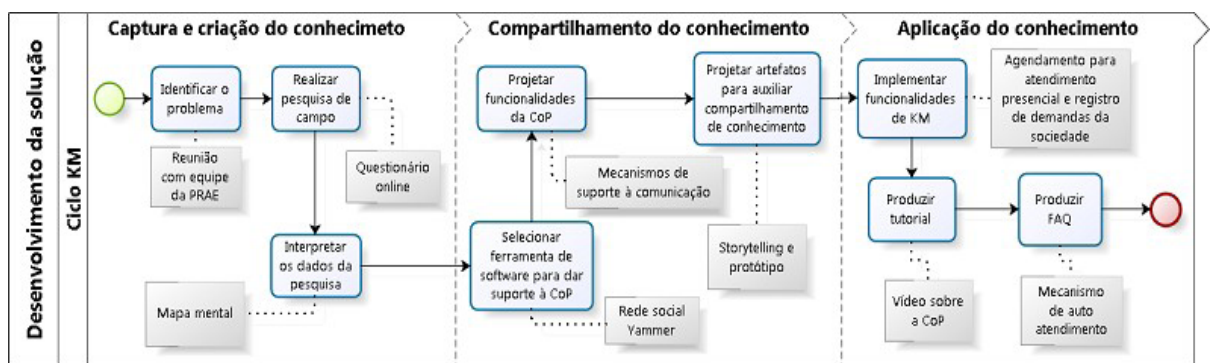 Desenvolvimento da solução
Ciclo KM
Captura e criação do conhecimeto
Identificar o
problema
Realizar
pesquisa de
campo
Reunião
com equipe
da PRAE
Questionário
online
Interpretar
os dados da
pesquisa
Mapa mental
Compartilhamento do conhecimento
Projetar
funcionalidades
da CoP
Projetar artefatos
para auxiliar
compartilhamento
de conhecimento
Mecanismos de
suporte à comunicação
Selecionar
ferramenta de
software para dar
suporte à CoP
Storytelling e
protótipo
Rede social
Yammer
Aplicação do conhecimento
Implementar
funcionalidades
de KM
Agendamento para
atendimento
presencial e registro
de demandas da
sociedade
Produzir
tutorial
Produzir
FAQ
Vídeo sobre
a CoP
Mecanismo
de auto
atendimento